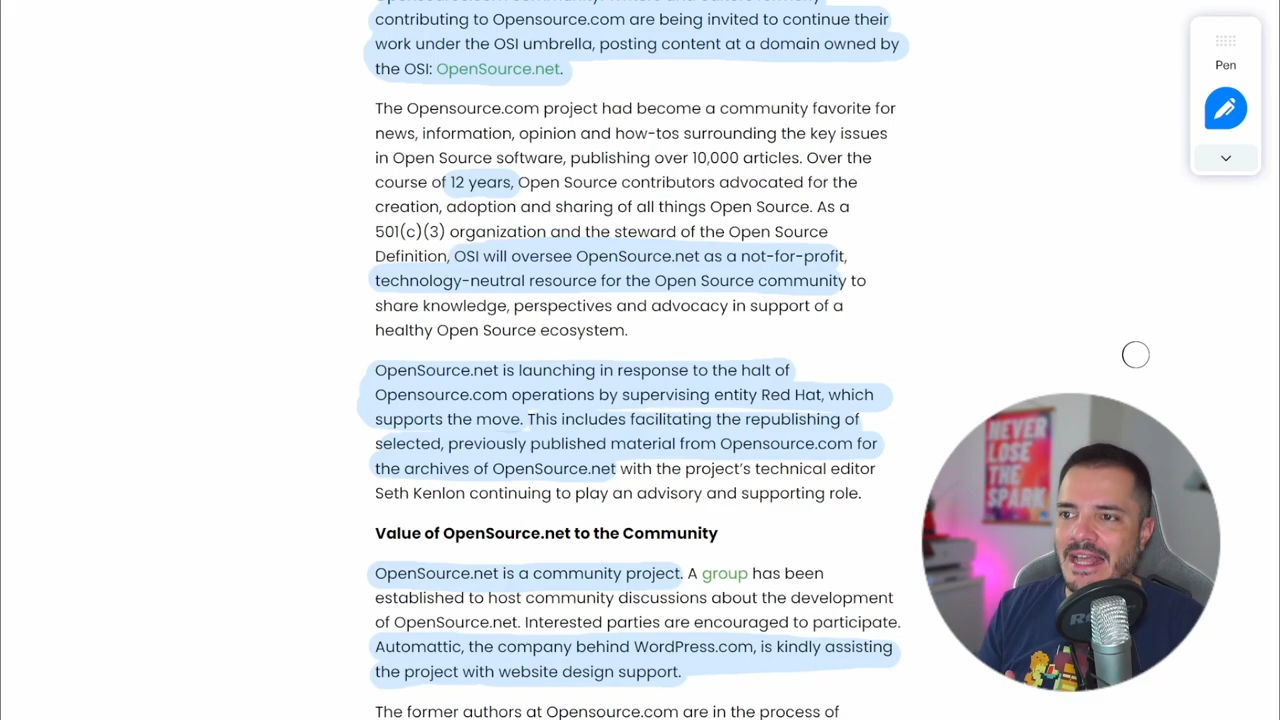 contributing to Opensource.com are being invited to continue their
work under the OSI umbrella, posting content at a domain owned by
the OSI: OpenSource.net.
The Opensource.com project had become a community favorite for
news, information, opinion and how-tos surrounding the key issues
in Open Source software, publishing over 10,000 articles. Over the
course of 12 years, Open Source contributors advocated for the
creation, adoption and sharing of all things Open Source. As a
501(c)(3) organization and the steward of the Open Source
Definition, OSI will oversee OpenSource.net as a not-for-profit,
technology-neutral resource for the Open Source community to
share knowledge, perspectives and advocacy in support of a
healthy Open Source ecosystem.
OpenSource.net is launching in response to the halt of
Opensource.com operations by supervising entity Red Hat, which
supports the move. This includes facilitating the republishing of
selected, previously published material from Opensource.com for
the archives of OpenSource.net with the project's technical editor
Seth Kenlon continuing to play an advisory and supporting role.
Value of OpenSource.net to the Community
OpenSource.net is a community project. A group has been
established to host community discussions about the development
of OpenSource.net. Interested parties are encouraged to participate.
Automattic, the company behind WordPress.com, is kindly assisting
the project with website design support.
The former authors at Opensource.com are in the process of
Pen
NEVER
LOSE
THE
SPARK